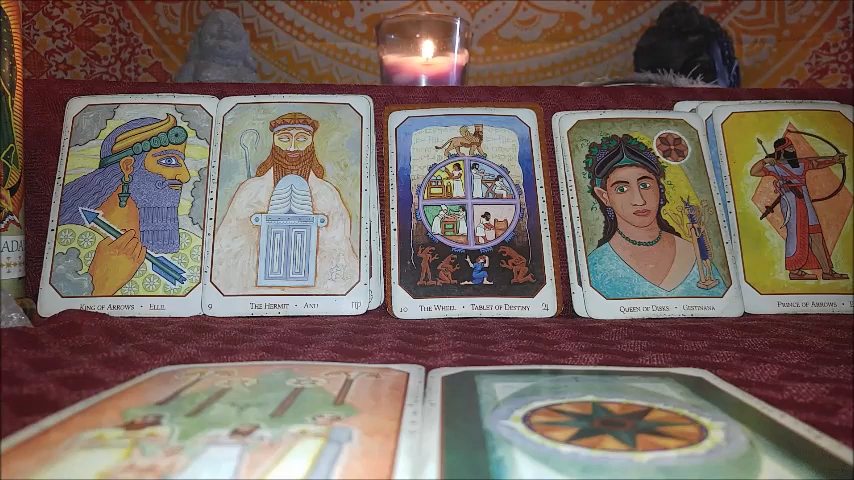 KING OF ARROWS • ELLIL
9 THE HERMIT • ANU ♍
10 THE WHEEL • TABLET OF DESTINY ♃
QUEEN OF DISKS • GESTINANA
PRINCE OF ARROWS •
ADA